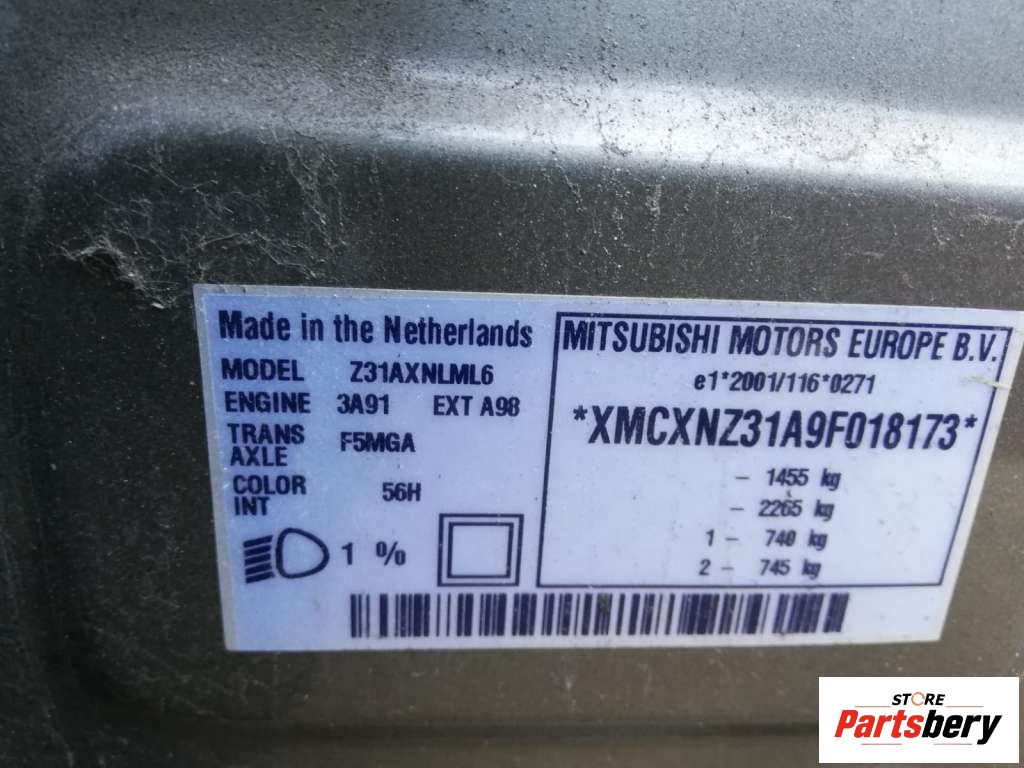 Made in the Netherlands
MODEL Z31AXNLML6
ENGINE 3A91 EXT A98
TRANS AXLE F5MGA
COLOR INT 56H
1 %
MITSUBISHI MOTORS EUROPE B.V.
e1*2001/116*0271
*XMCXNZ31A9F018173*
- 1455 kg
- 2265 kg
1 - 740 kg
2 - 745 kg
STORE
Partsbery